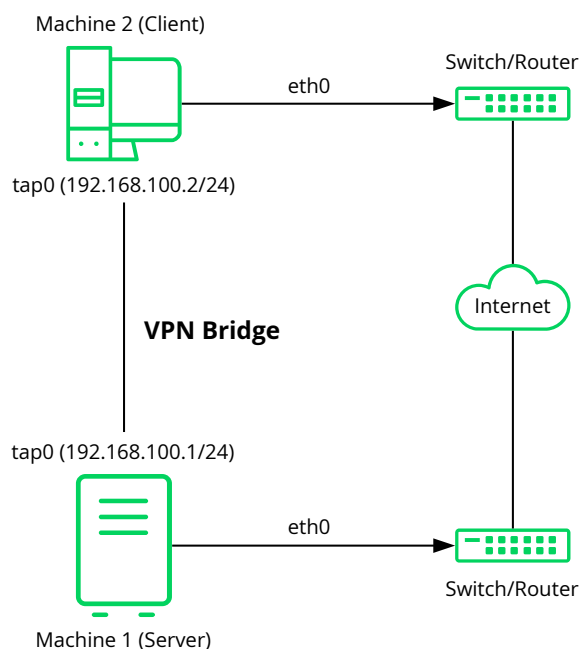 Machine 2 (Client)
Switch/Router
eth0
tap0 (192.168.100.2/24)
Internet
VPN Bridge
tap0 (192.168.100.1/24)
eth0
Switch/Router
Machine 1 (Server)